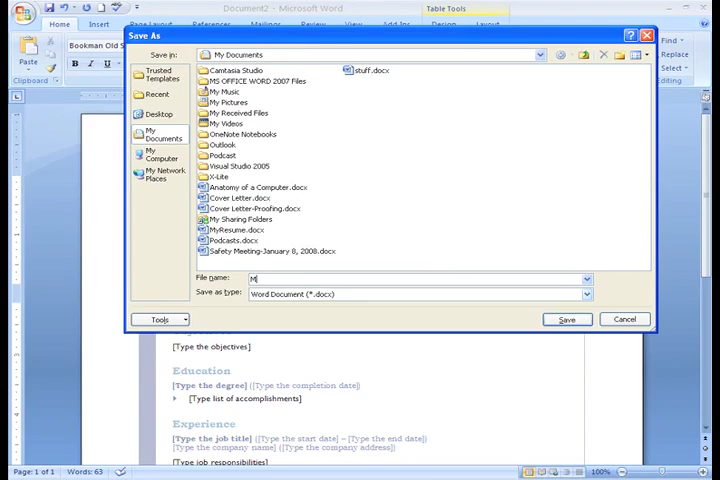 Document2 - Microsoft Word
Table Tools
Home Insert Page Layout References Mailings Review View Add-Ins Design Layout
Paste
Clipboard
Bookman Old S
B I U
Find
Replace
Select
Editing
Save As
Save in: My Documents
Trusted Templates
Recent
Desktop
My Documents
My Computer
My Network Places
Camtasia Studio
MS OFFICE WORD 2007 Files
My Music
My Pictures
My Received Files
My Videos
OneNote Notebooks
Outlook
Podcast
Visual Studio 2005
X-Lite
Anatomy of a Computer.docx
Cover Letter.docx
Cover Letter-Proofing.docx
My Sharing Folders
MyResume.docx
Podcasts.docx
Safety Meeting-January 8, 2008.docx
stuff.docx
File name: M
Save as type: Word Document (*.docx)
Tools Save Cancel
[Type the objectives]
Education
[Type the degree] ([Type the completion date])
[Type list of accomplishments]
Experience
[Type the job title] ([Type the start date] – [Type the end date])
[Type the company name] ([Type the company address])
[Type job responsibilities]
Page: 1 of 1 Words: 63 100%